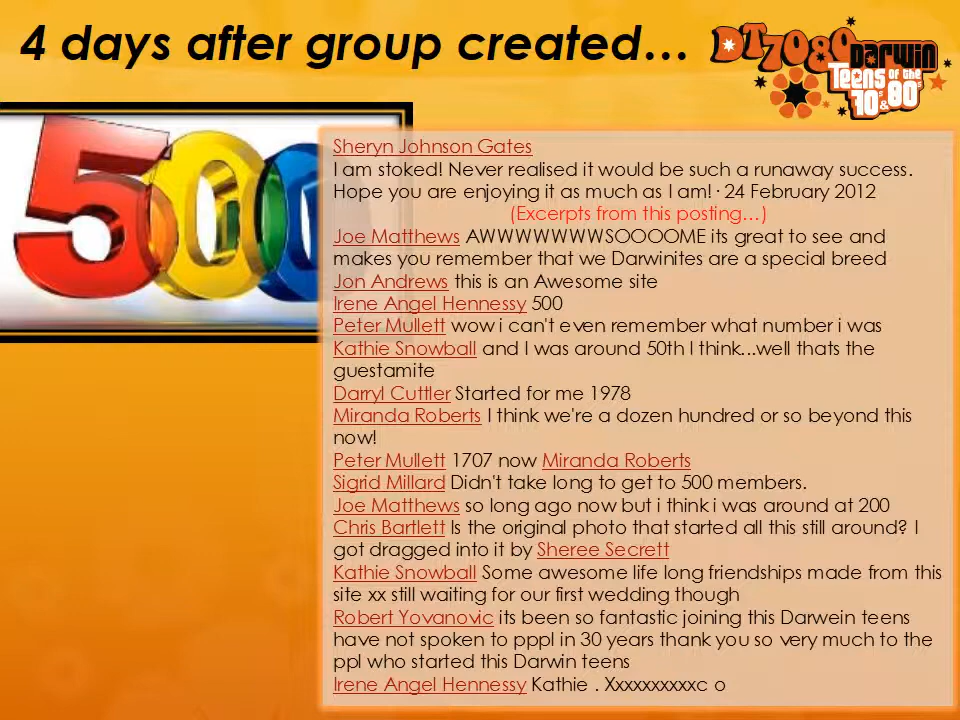 4 days after group created…
DT7080 Darwin
Teens of the
70s & 80s
500
Sheryn Johnson Gates
I am stoked! Never realised it would be such a runaway success.
Hope you are enjoying it as much as I am! · 24 February 2012
(Excerpts from this posting…)
Joe Matthews AWWWWWWWSOOOOME its great to see and
makes you remember that we Darwinites are a special breed
Jon Andrews this is an Awesome site
Irene Angel Hennessy 500
Peter Mullett wow i can't even remember what number i was
Kathie Snowball and I was around 50th I think...well thats the
guestamite
Darryl Cuttler Started for me 1978
Miranda Roberts I think we're a dozen hundred or so beyond this
now!
Peter Mullett 1707 now Miranda Roberts
Sigrid Millard Didn't take long to get to 500 members.
Joe Matthews so long ago now but i think i was around at 200
Chris Bartlett Is the original photo that started all this still around? I
got dragged into it by Sheree Secrett
Kathie Snowball Some awesome life long friendships made from this
site xx still waiting for our first wedding though
Robert Yovanovic its been so fantastic joining this Darwein teens
have not spoken to pppl in 30 years thank you so very much to the
ppl who started this Darwin teens
Irene Angel Hennessy Kathie . Xxxxxxxxxxc o